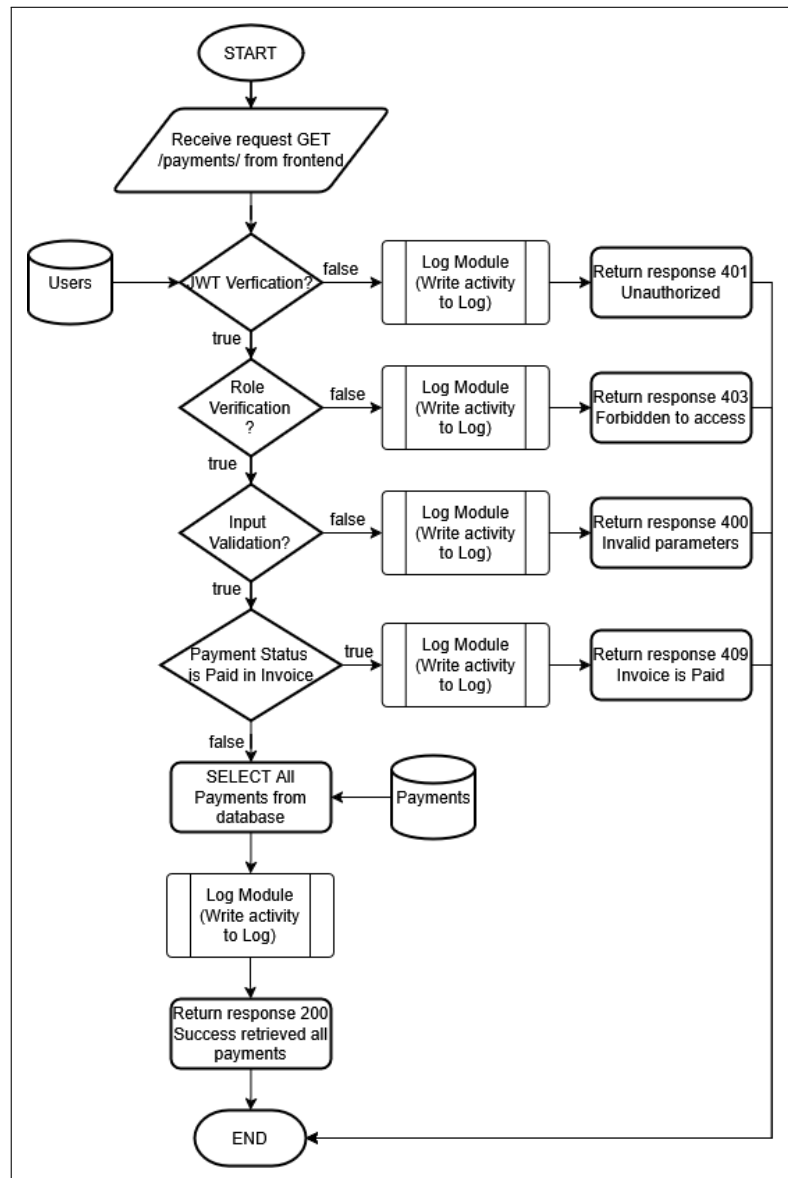 START
Receive request GET
/payments/ from frontend
Users
JWT Verfication?
false
Log Module
(Write activity
to Log)
Return response 401
Unauthorized
true
Role
Verification
?
false
Log Module
(Write activity
to Log)
Return response 403
Forbidden to access
true
Input
Validation?
false
Log Module
(Write activity
to Log)
Return response 400
Invalid parameters
true
Payment Status
is Paid in Invoice
true
Log Module
(Write activity
to Log)
Return response 409
Invoice is Paid
false
SELECT All
Payments from
database
Payments
Log Module
(Write activity
to Log)
Return response 200
Success retrieved all
payments
END